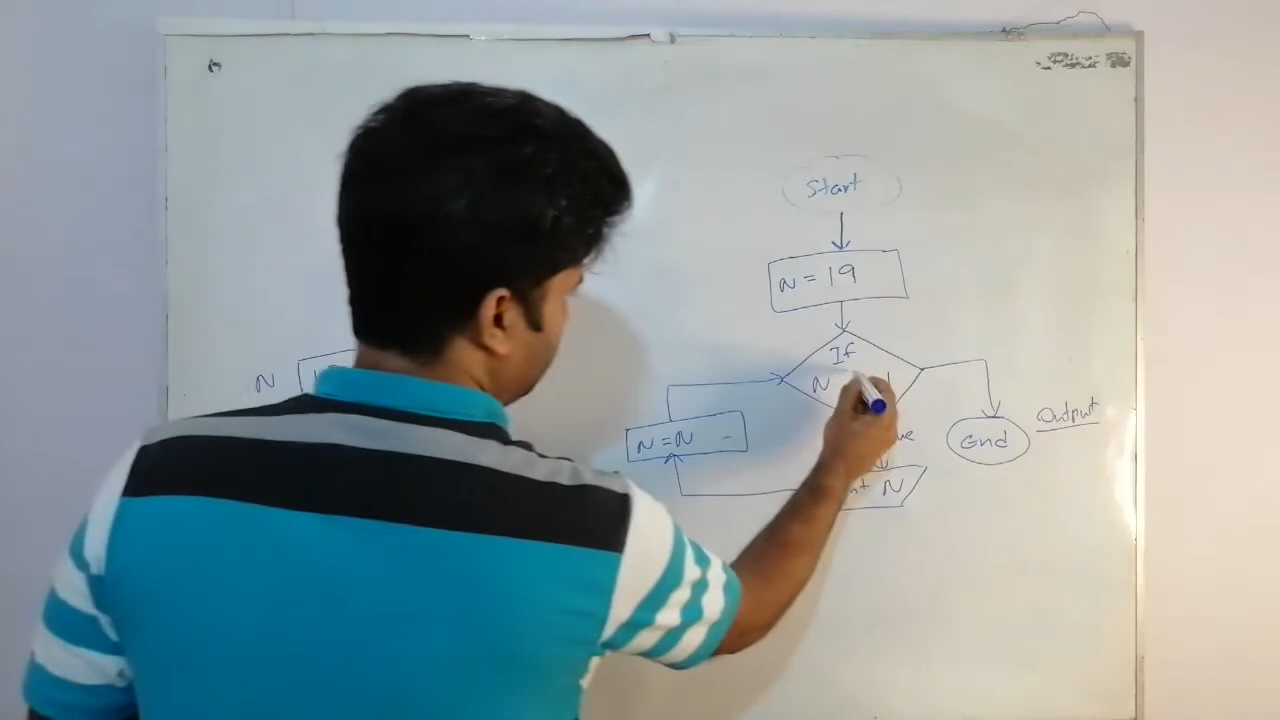 Start
N = 19
If
N
N = N -
N
End
Output
N